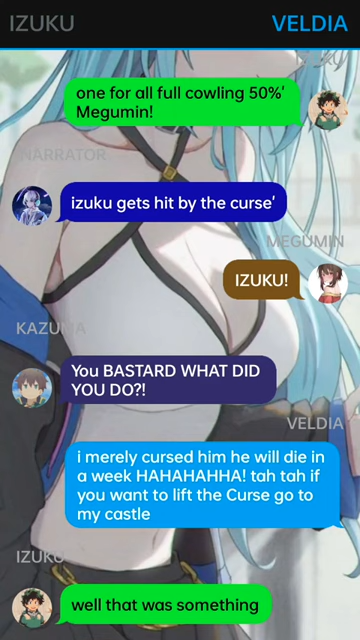 IZUKU
VELDIA
one for all full cowling 50%'
Megumin!
NARRATOR
izuku gets hit by the curse'
MEGUMIN
IZUKU!
KAZUMA
You BASTARD WHAT DID
YOU DO?!
VELDIA
i merely cursed him he will die in
a week HAHAHAHHA! tah tah if
you want to lift the Curse go to
my castle
IZUKU
well that was something